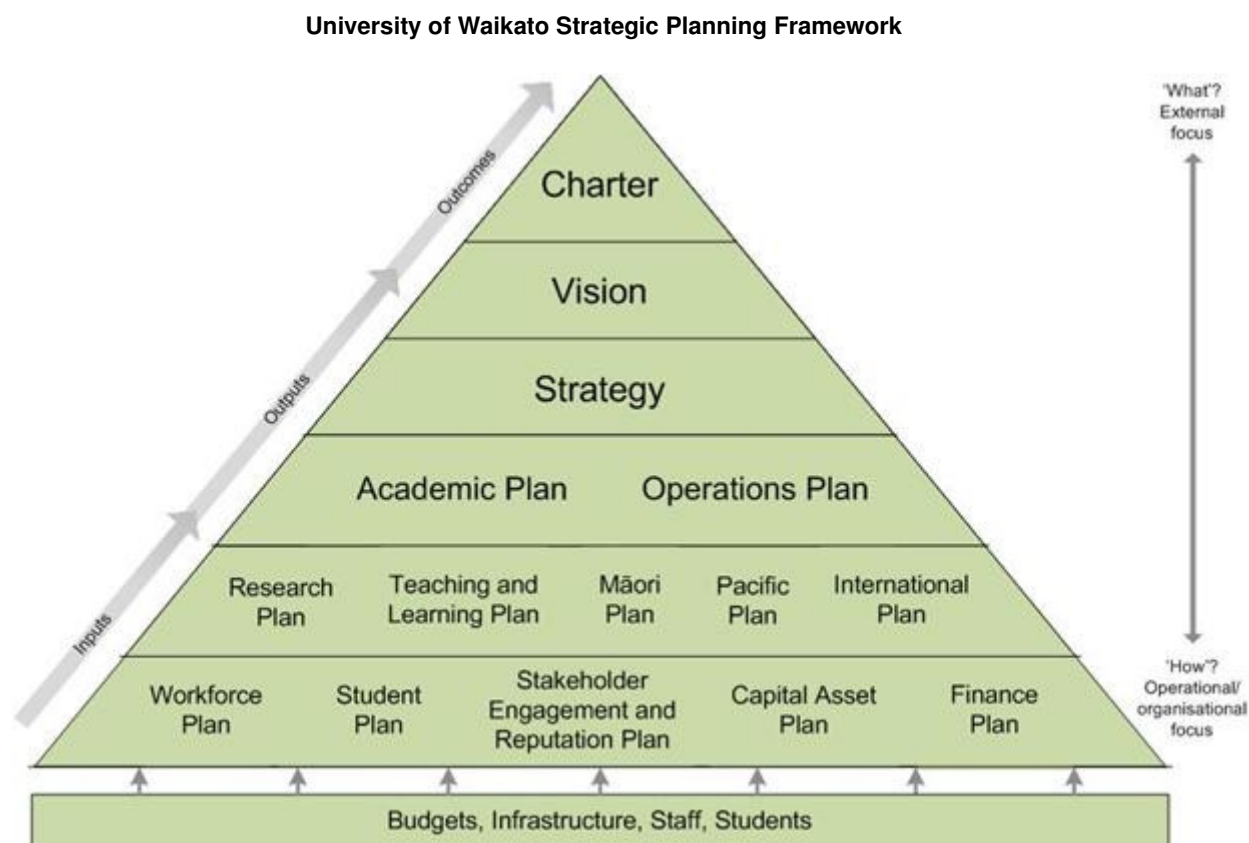 University of Waikato Strategic Planning Framework
'What'?
External
focus
Outcomes
Charter
Vision
Outputs
Strategy
Academic Plan Operations Plan
Inputs
Research
Plan
Teaching and
Learning Plan
Māori
Plan
Pacific
Plan
International
Plan
'How'?
Operational/
organisational
focus
Workforce
Plan
Student
Plan
Stakeholder
Engagement and
Reputation Plan
Capital Asset
Plan
Finance
Plan
Budgets, Infrastructure, Staff, Students